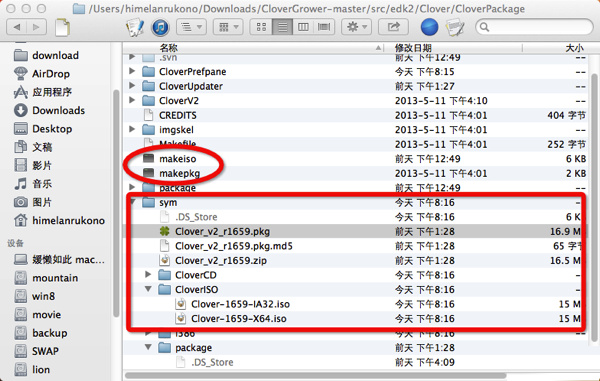 /Users/himelanrukono/Downloads/CloverGrower-master/src/edk2/Clover/CloverPackage
名称 修改日期 大小
.svn 前天 下午12:49 --
CloverPrefpane 今天 下午8:15 --
CloverUpdater 前天 下午1:27 --
CloverV2 2013-5-11 下午4:10 --
CREDITS 2013-5-11 下午4:01 404 字节
imgskel 2013-5-11 下午4:01 --
Makefile 2013-5-11 下午4:01 252 字节
makeiso 前天 下午12:49 6 KB
makepkg 2013-5-11 下午4:01 2 KB
package 前天 下午12:49 --
sym 今天 下午8:16
.DS_Store 今天 下午8:16 6 K
Clover_v2_r1659.pkg 前天 下午1:28 16.9 M
Clover_v2_r1659.pkg.md5 前天 下午1:28 65 字
Clover_v2_r1659.zip 前天 下午1:28 16.5 M
CloverCD 今天 下午8:16
CloverISO 今天 下午8:16
Clover-1659-IA32.iso 今天 下午8:16 15 M
Clover-1659-X64.iso 今天 下午8:16 15 M
i386 今天 下午8:16 --
package 前天 下午1:28 --
.DS_Store 前天 下午4:09
download
AirDrop
应用程序
Downloads
Desktop
文稿
影片
音乐
图片
himelanrukono
设备
媛懒如此 mac...
mountain
win8
movie
backup
SWAP
lion